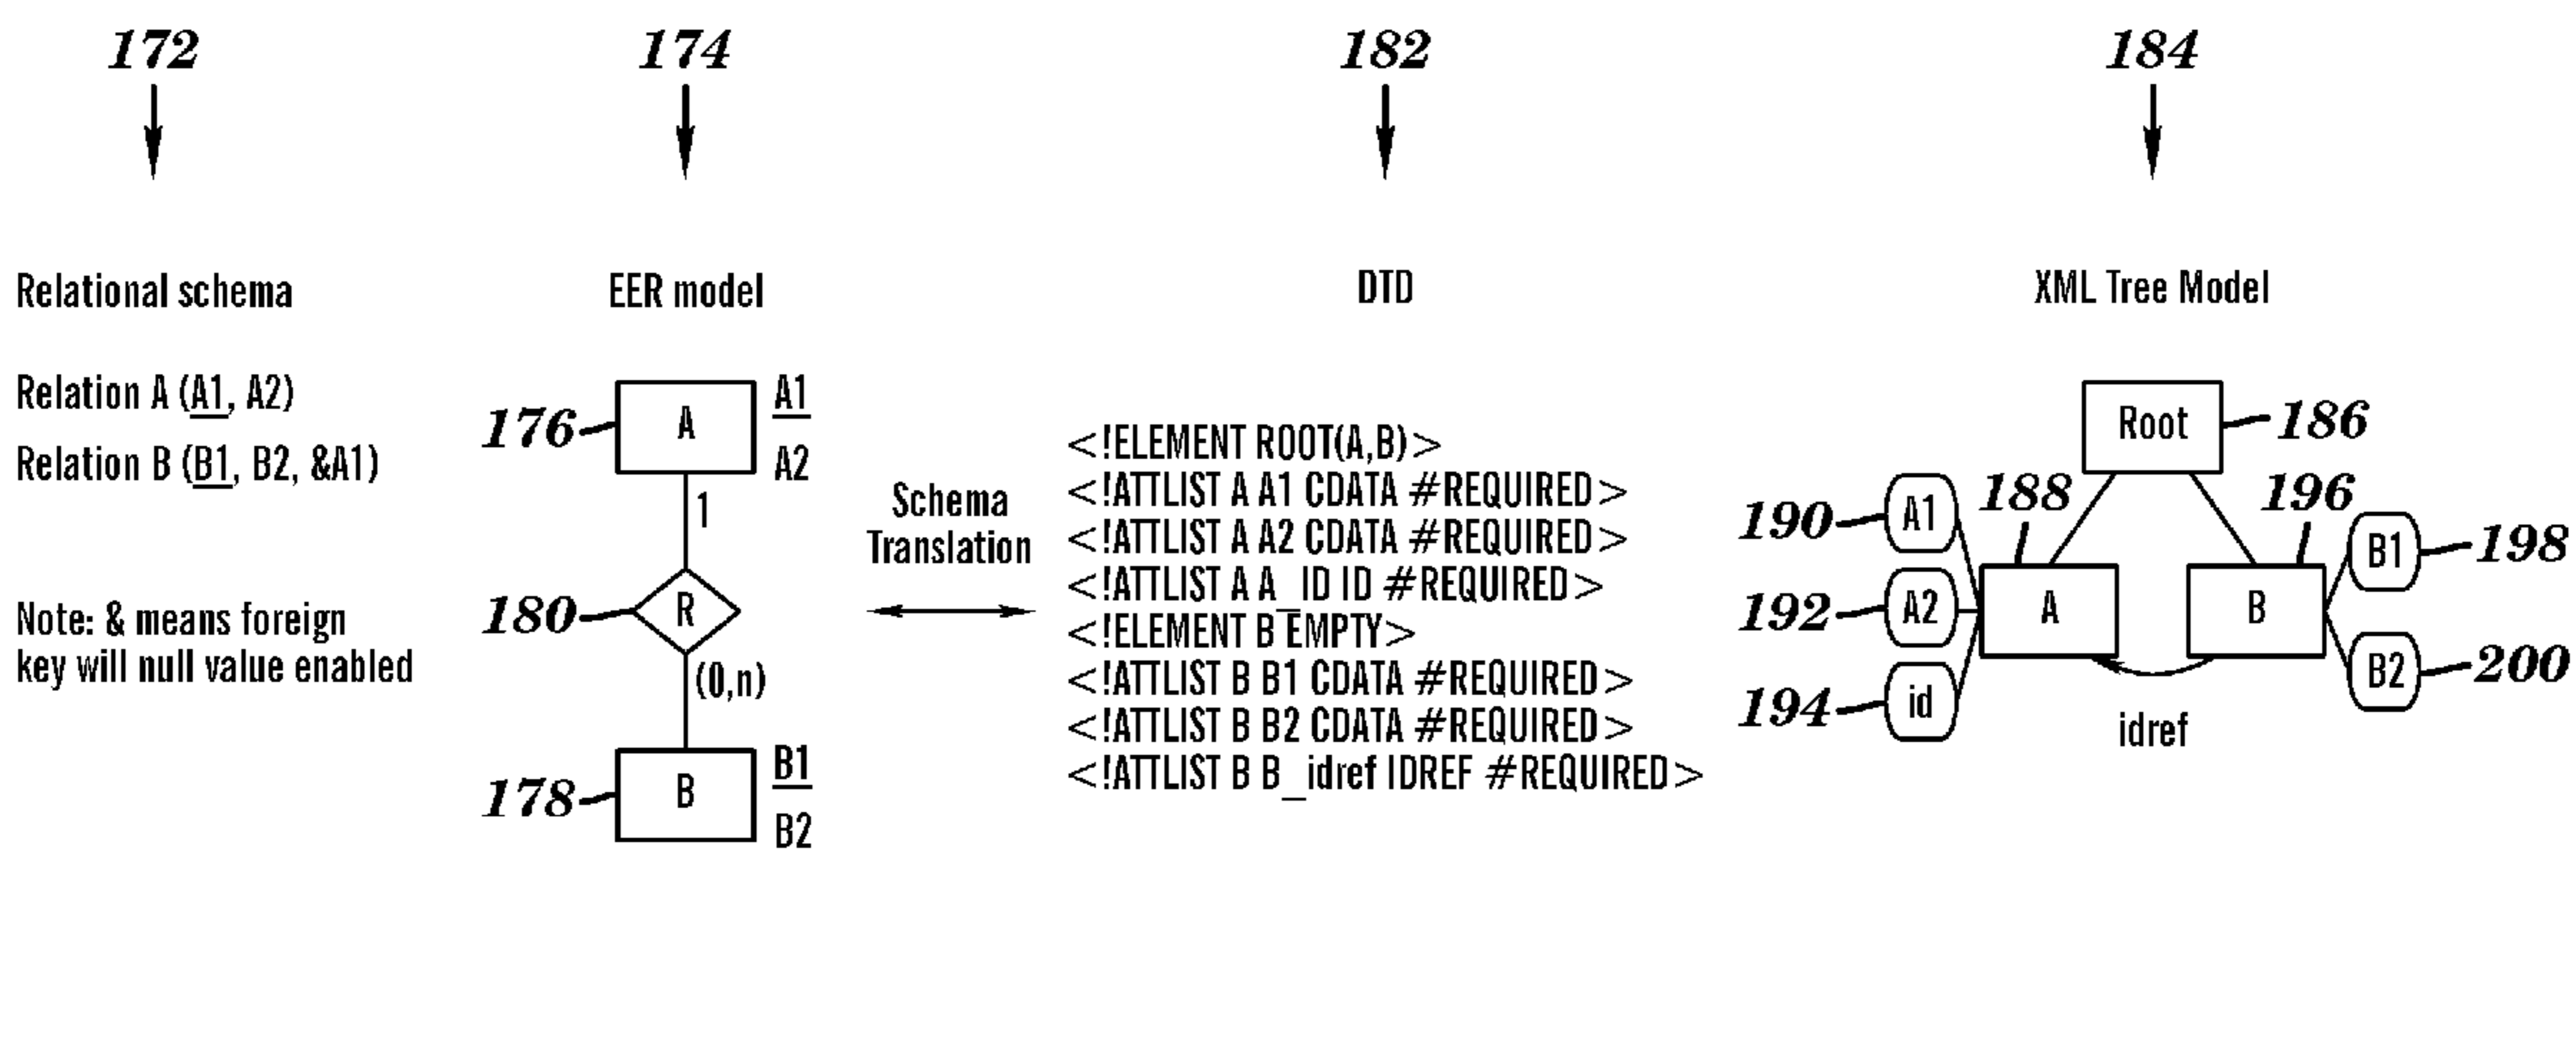 172
174
182
184
Relational schema
EER model
DTD
XML Tree Model
Relation A (A1, A2)
Relation B (B1, B2, &A1)
Note: & means foreign
key will null value enabled
176
A
A1
A2
1
180
R
(0,n)
178
B
B1
B2
Schema
Translation
<!ELEMENT ROOT(A,B)>
<!ATTLIST A A1 CDATA #REQUIRED>
<!ATTLIST A A2 CDATA #REQUIRED>
<!ATTLIST A A_ID ID #REQUIRED>
<!ELEMENT B EMPTY>
<!ATTLIST B B1 CDATA #REQUIRED>
<!ATTLIST B B2 CDATA #REQUIRED>
<!ATTLIST B B_idref IDREF #REQUIRED>
Root
186
188
196
190
A1
192
A2
194
id
A
B
B1
198
B2
200
idref